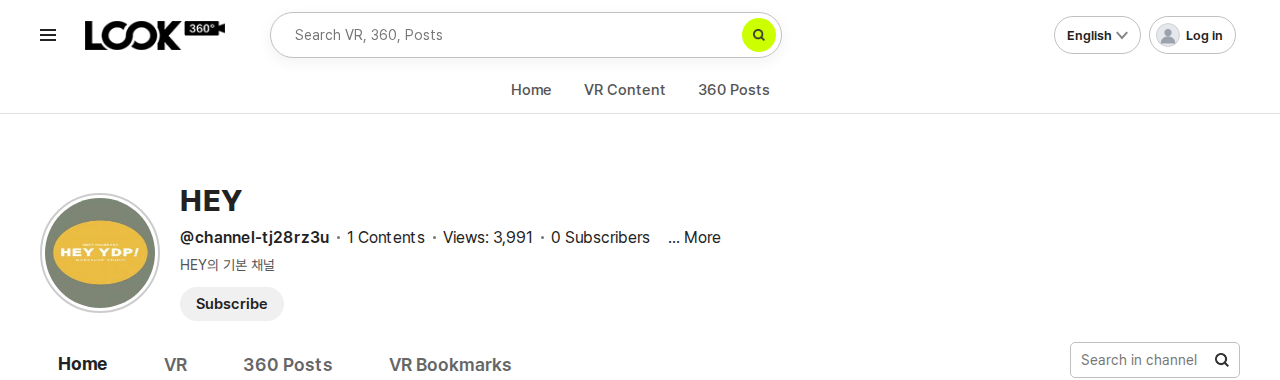 LOOK 360°
Search VR, 360, Posts
English
Log in
Home VR Content 360 Posts
HEY YDP!
HEY
@channel-tj28rz3u · 1 Contents · Views: 3,991 · 0 Subscribers ... More
HEY의 기본 채널
Subscribe
Home VR 360 Posts VR Bookmarks
Search in channel